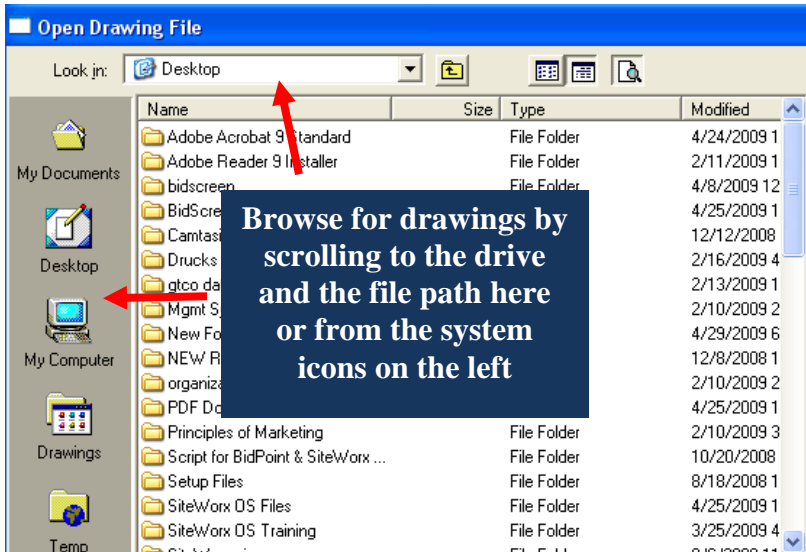 Open Drawing File
Look in: Desktop
My Documents
Desktop
My Computer
Drawings
Temp
Name Size Type Modified
Adobe Acrobat 9 Standard File Folder 4/24/2009 1
Adobe Reader 9 Installer File Folder 2/11/2009 1
bidscreen File Folder 4/8/2009 12
BidScre 4/25/2009 1
Camtasi 12/12/2008
Drucks 2/16/2009 4
gtco da 2/13/2009 1
Mgmt 2/10/2009 2
New Fo 4/29/2009 6
NEW R 12/8/2008 1
organiza 2/10/2009 2
PDF Do 4/25/2009 1
Principles of Marketing File Folder 2/10/2009 3
Script for BidPoint & SiteWorx ... File Folder 10/20/2008
Setup Files File Folder 8/18/2008 1
SiteWorx OS Files File Folder 4/25/2009 1
SiteWorx OS Training File Folder 3/25/2009 4
Browse for drawings by
scrolling to the drive
and the file path here
or from the system
icons on the left